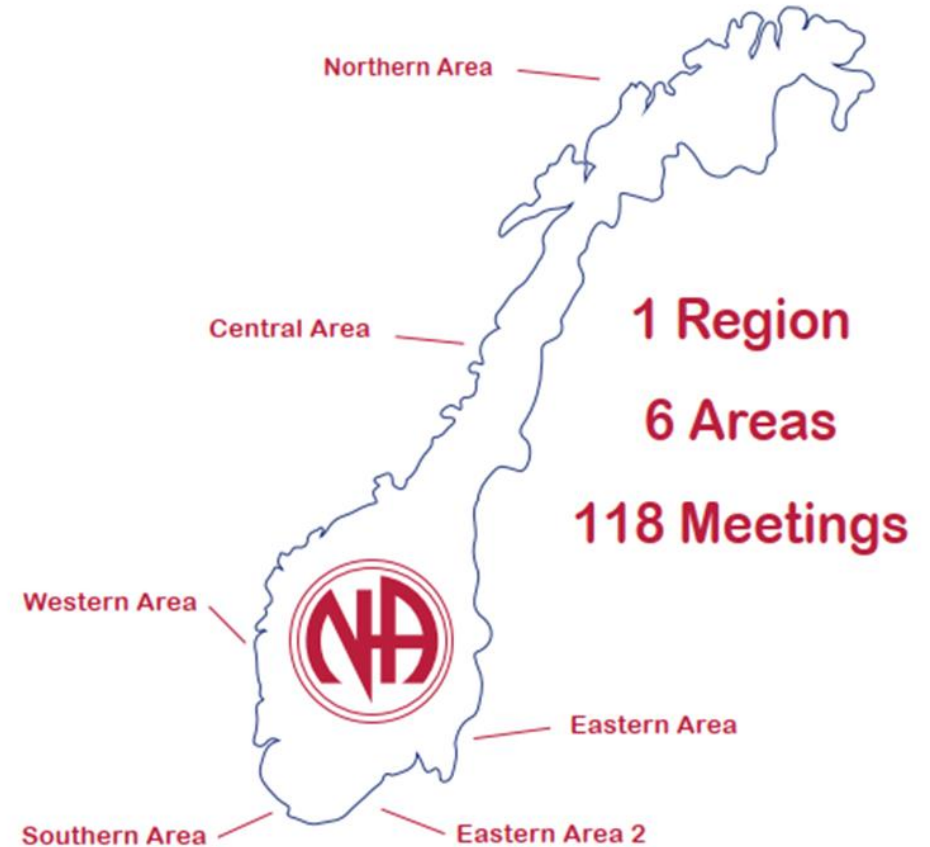 Northern Area
Central Area
1 Region
6 Areas
118 Meetings
Western Area
NA
Eastern Area
Southern Area
Eastern Area 2